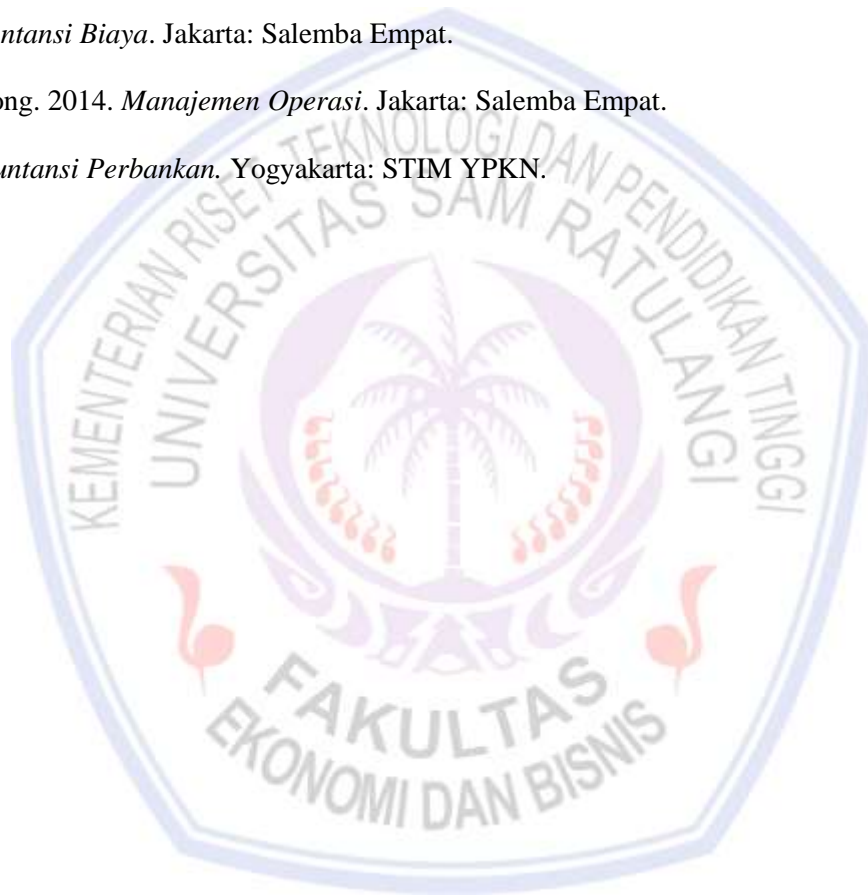 ntansi Biaya. Jakarta: Salemba Empat.
ong. 2014. Manajemen Operasi. Jakarta: Salemba Empat.
untansi Perbankan. Yogyakarta: STIM YPKN.
KEMENTERIAN RISET TEKNOLOGI DAN PENDIDIKAN TINGGI
UNIVERSITAS SAM RATULANGI
FAKULTAS
EKONOMI DAN BISNIS